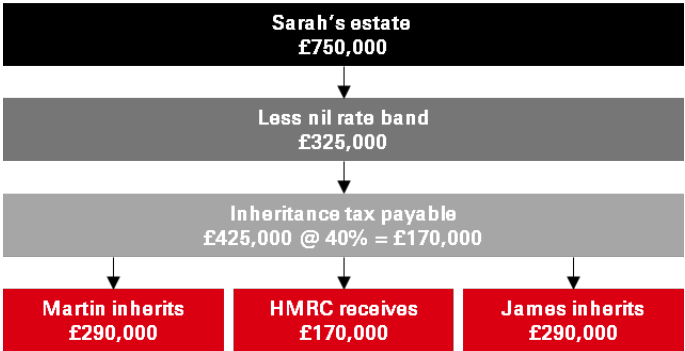 Sarah's estate
£750,000
Less nil rate band
£325,000
Inheritance tax payable
£425,000 @ 40% = £170,000
Martin inherits
£290,000
HMRC receives
£170,000
James inherits
£290,000